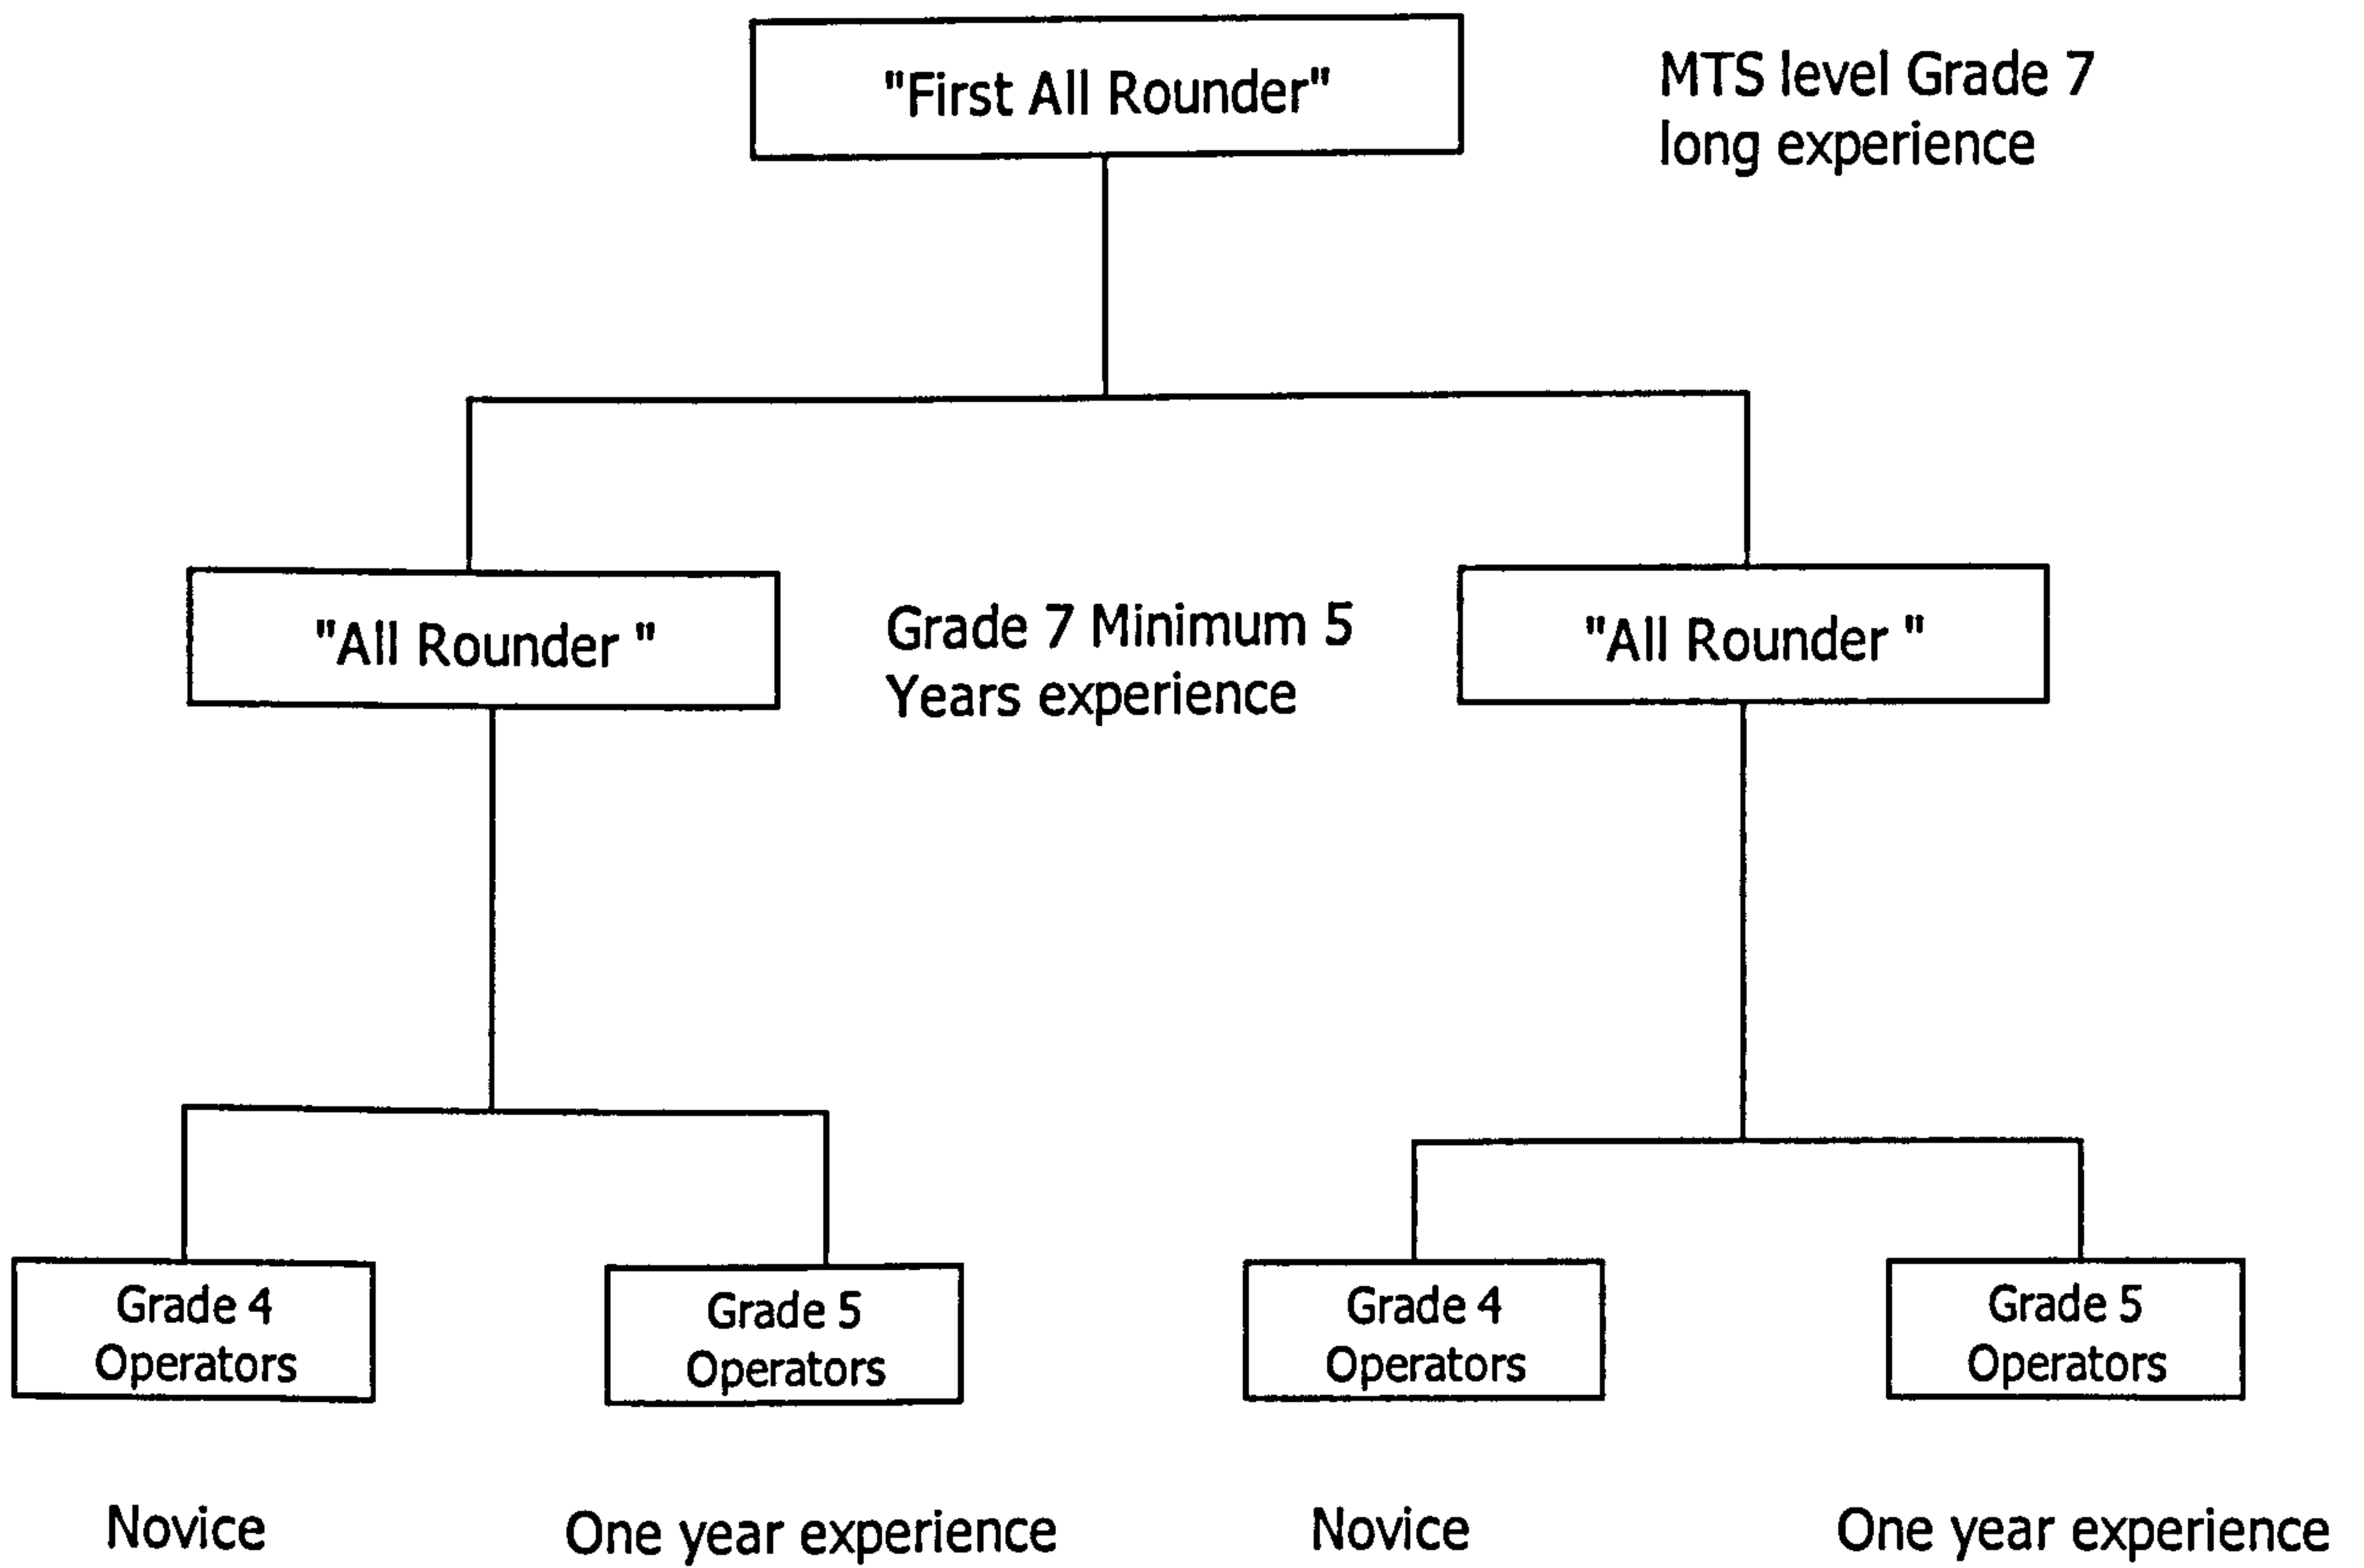 "First All Rounder"
MTS level Grade 7
long experience
"All Rounder "
Grade 7 Minimum 5
Years experience
"All Rounder "
Grade 4
Operators
Grade 5
Operators
Grade 4
Operators
Grade 5
Operators
Novice
One year experience
Novice
One year experience